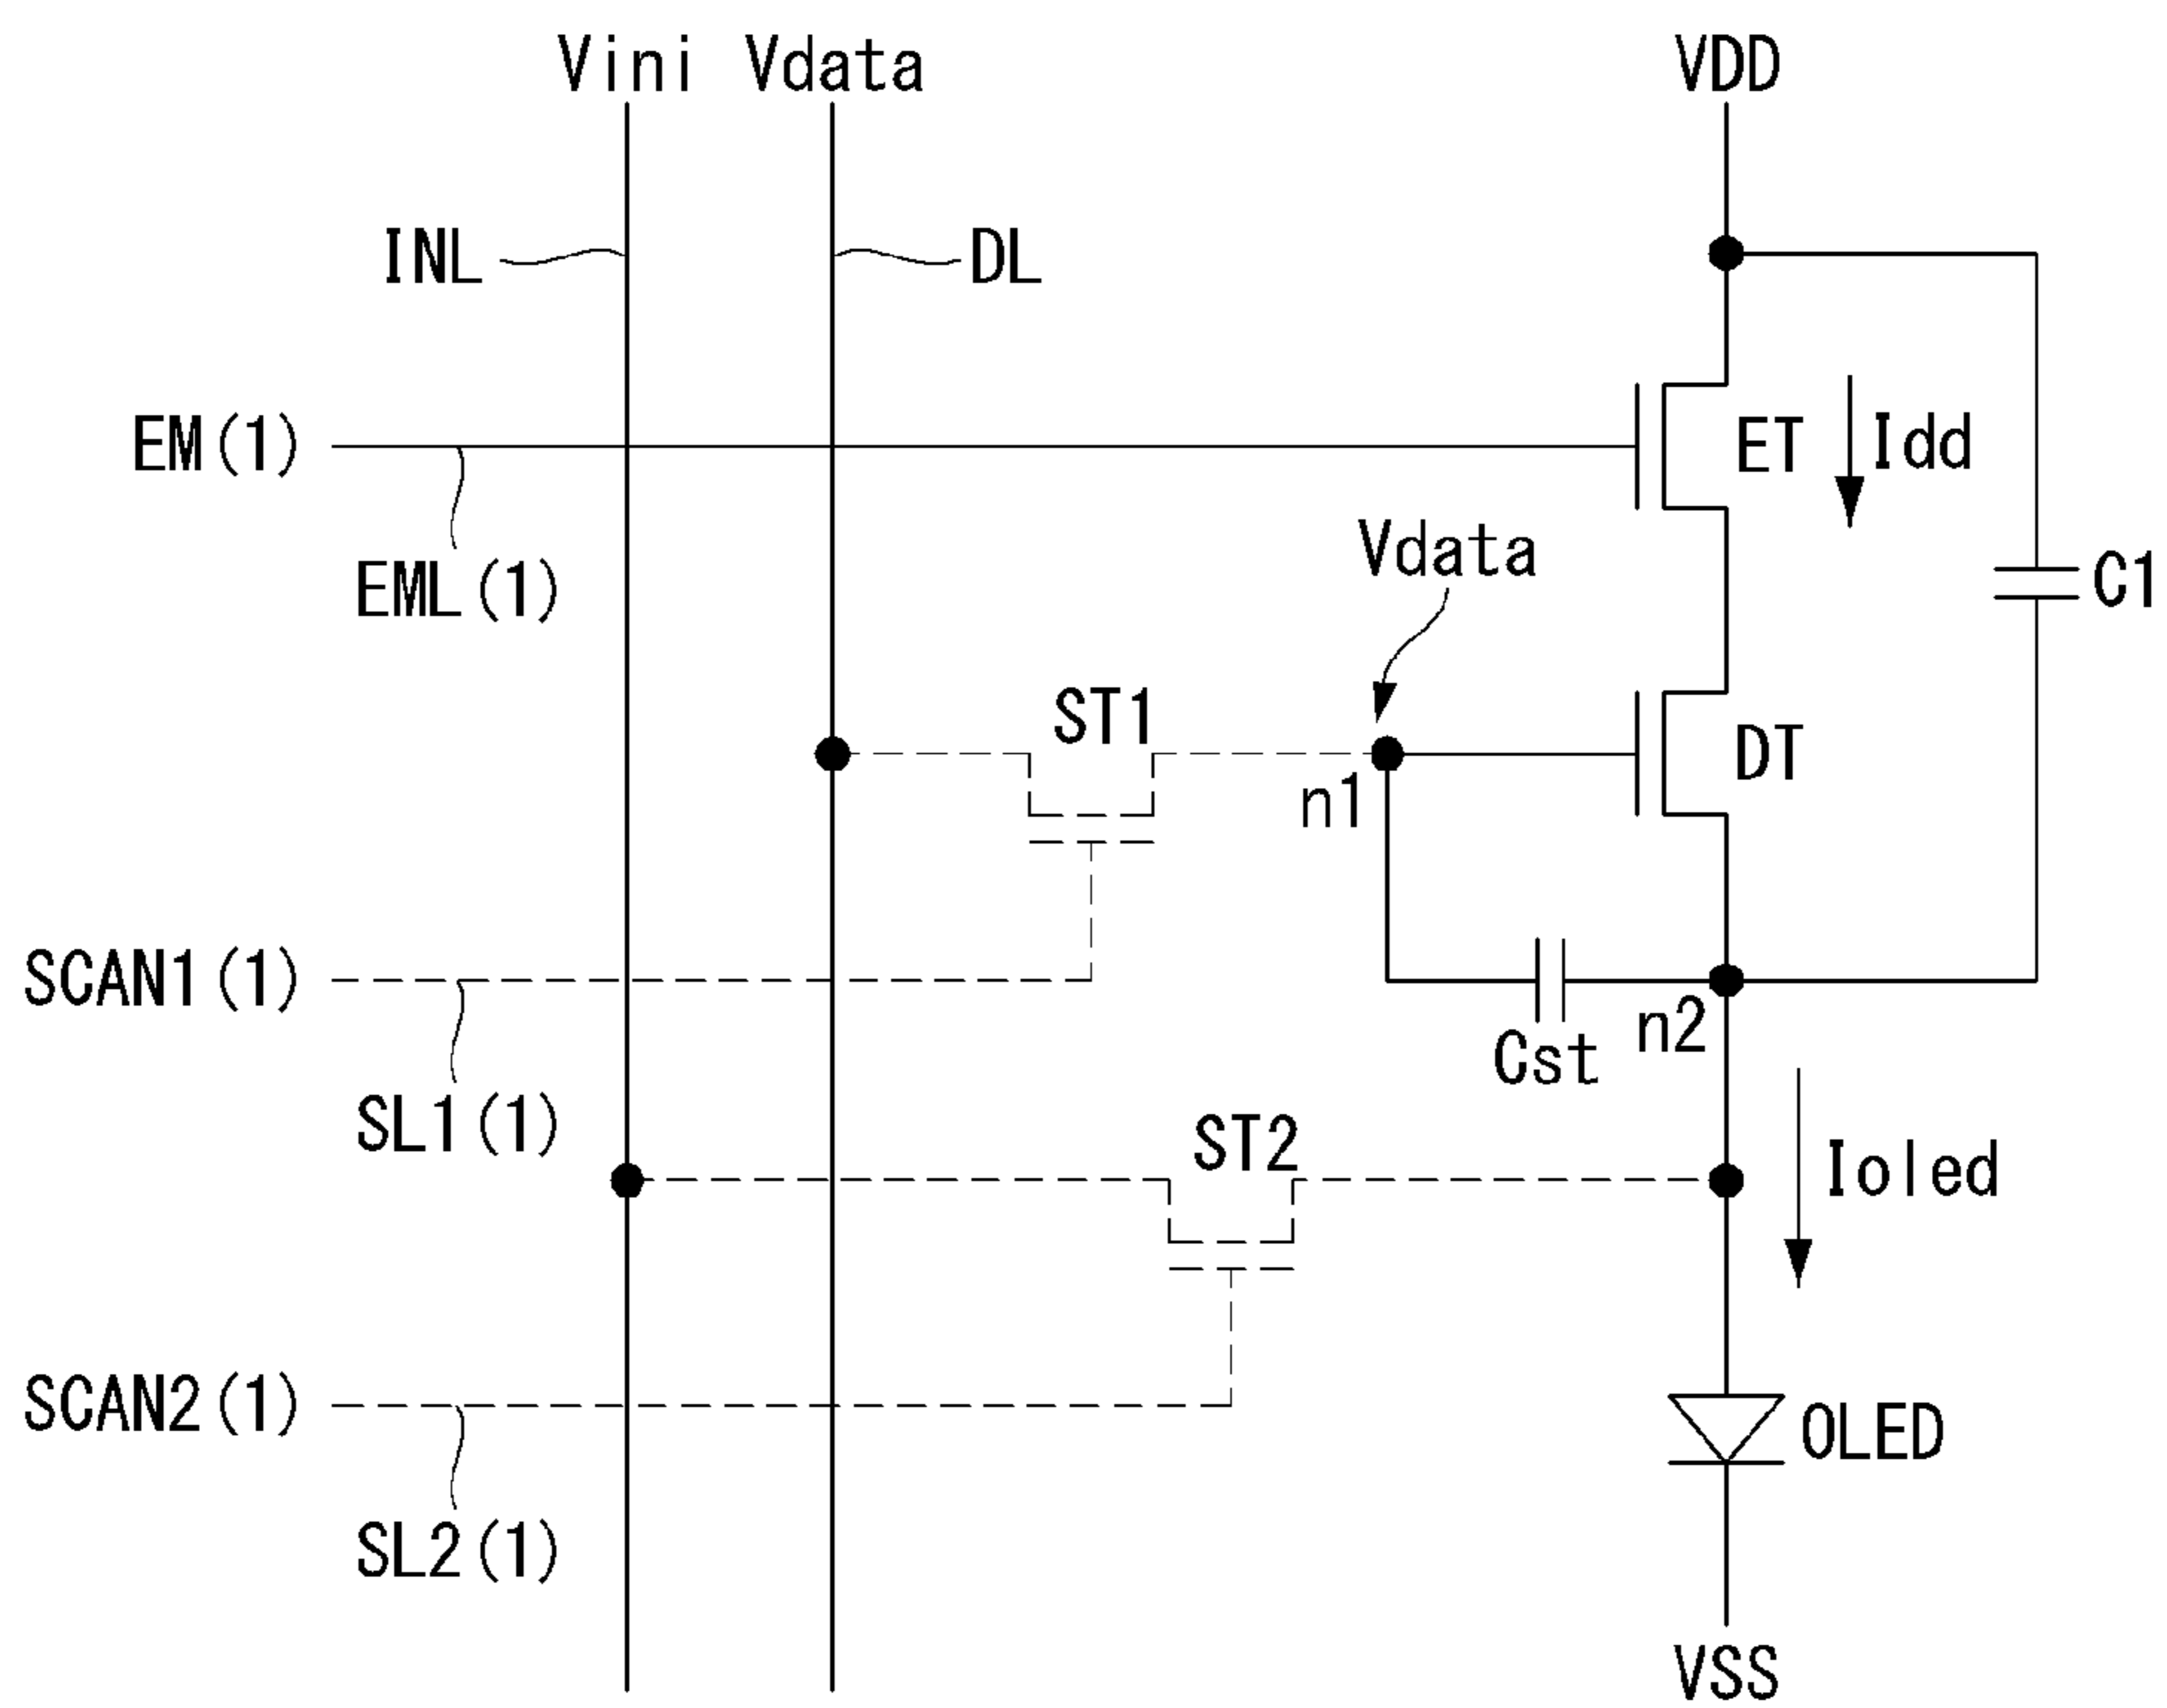 Vini Vdata VDD
INL DL
EM(1) ET Idd
Vdata
EML(1) C1
ST1 DT
n1
SCAN1(1) n2
Cst
SL1(1) ST2 Ioled
SCAN2(1) OLED
SL2(1)
VSS